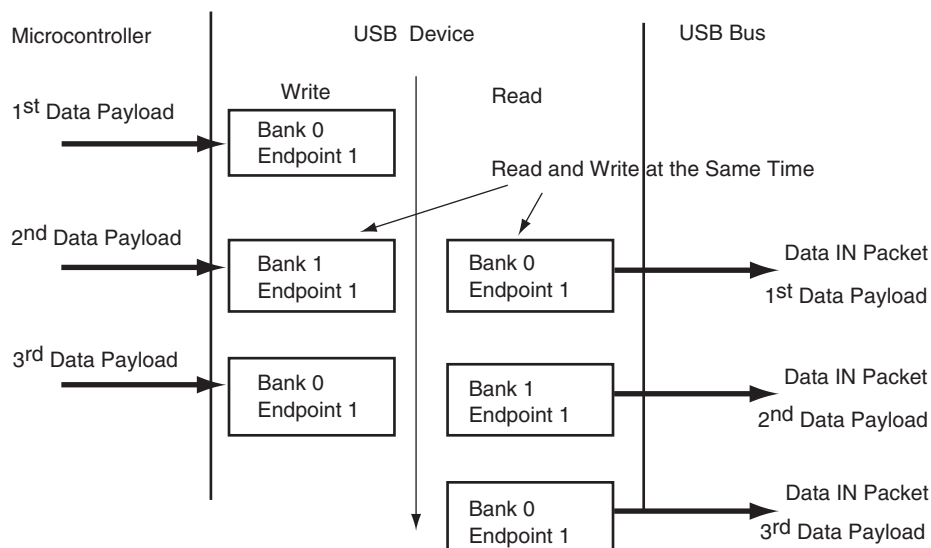 Microcontroller
USB Device
USB Bus
Write
Read
1st Data Payload
Bank 0
Endpoint 1
Read and Write at the Same Time
2nd Data Payload
Bank 1
Endpoint 1
Bank 0
Endpoint 1
Data IN Packet
1st Data Payload
3rd Data Payload
Bank 0
Endpoint 1
Bank 1
Endpoint 1
Data IN Packet
2nd Data Payload
Bank 0
Endpoint 1
Data IN Packet
3rd Data Payload